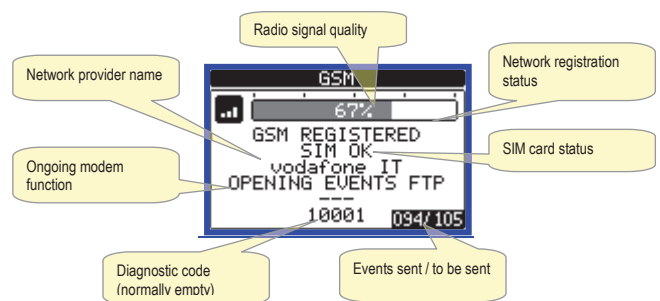 Radio signal quality
Network provider name
Network registration
status
GSM
67%
GSM REGISTERED
SIM OK
vodafone IT
OPENING EVENTS FTP
---
10001
094/105
SIM card status
Ongoing modem
function
Diagnostic code
(normally empty)
Events sent / to be sent